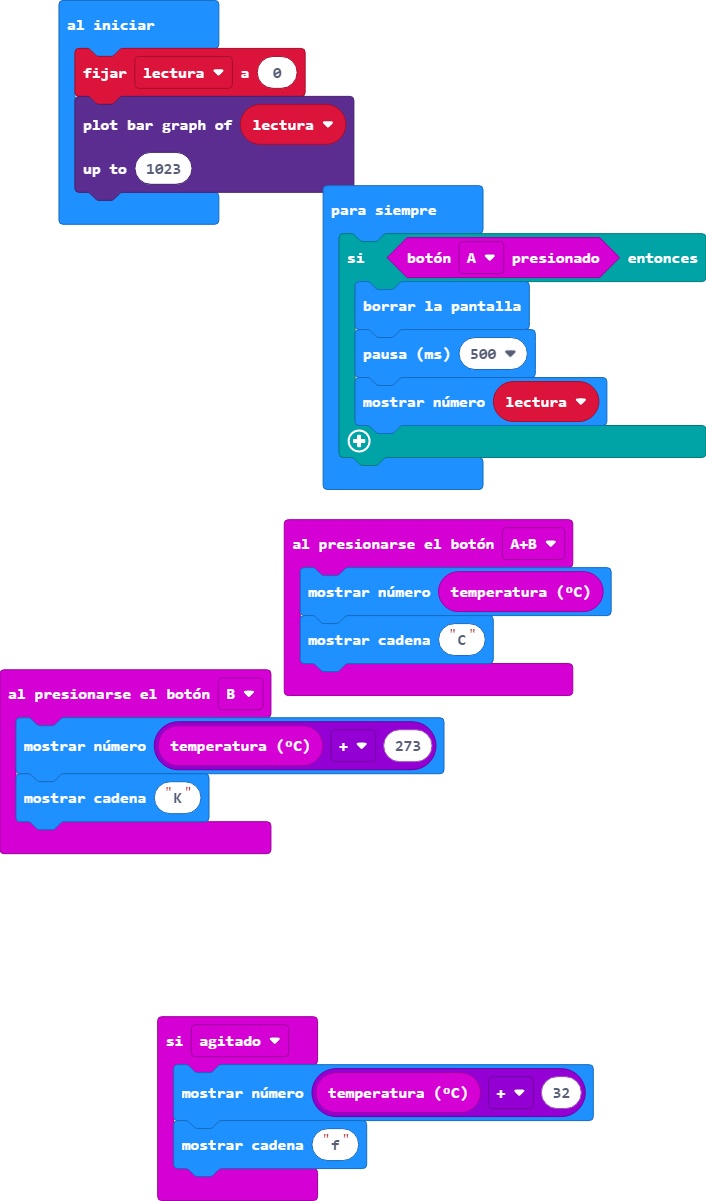 al iniciar
fijar lectura a 0
plot bar graph of lectura
up to 1023
para siempre
si botón A presionado entonces
borrar la pantalla
pausa (ms) 500
mostrar número lectura
al presionarse el botón A+B
mostrar número temperatura (ºC)
mostrar cadena "C"
al presionarse el botón B
mostrar número temperatura (ºC) + 273
mostrar cadena "K"
si agitado
mostrar número temperatura (ºC) + 32
mostrar cadena "f"